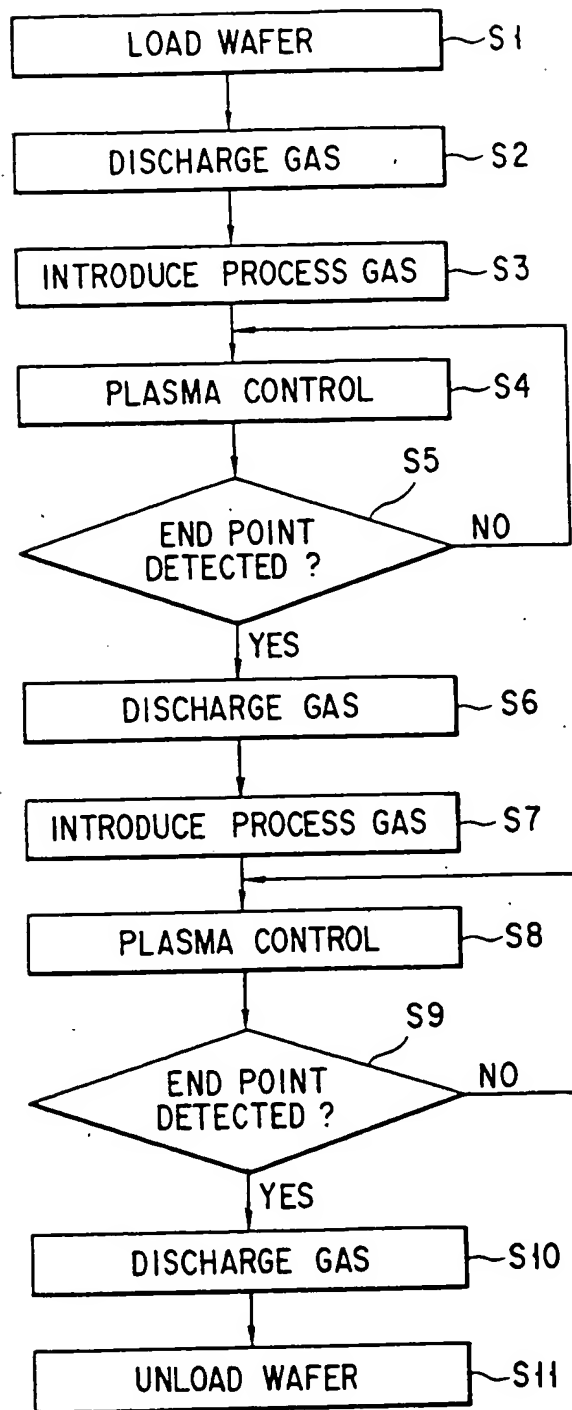 LOAD WAFER S1
DISCHARGE GAS S2
INTRODUCE PROCESS GAS S3
PLASMA CONTROL S4
S5
END POINT NO
DETECTED ?
YES
DISCHARGE GAS S6
INTRODUCE PROCESS GAS S7
PLASMA CONTROL S8
S9
END POINT NO
DETECTED ?
YES
DISCHARGE GAS S10
UNLOAD WAFER S11